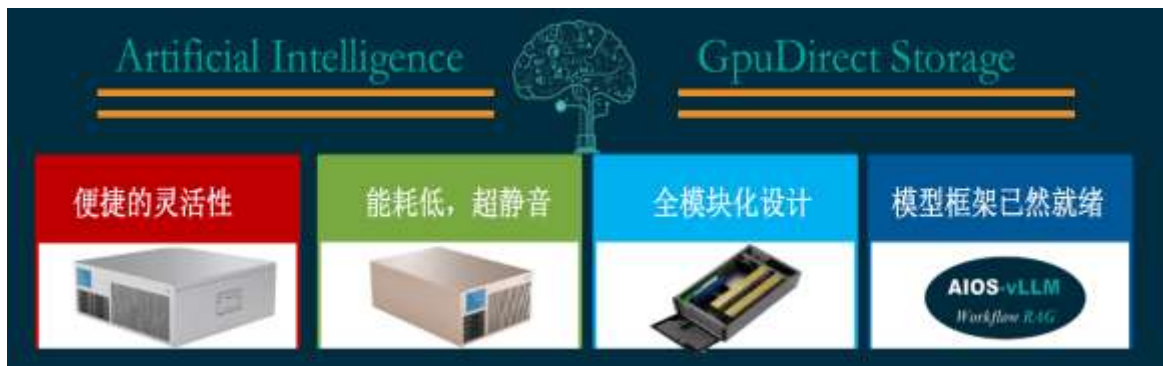 Artificial Intelligence
GpuDirect Storage
便捷的灵活性
能耗低，超静音
全模块化设计
模型框架已然就绪
AIOS-vLLM
Workflow RAG